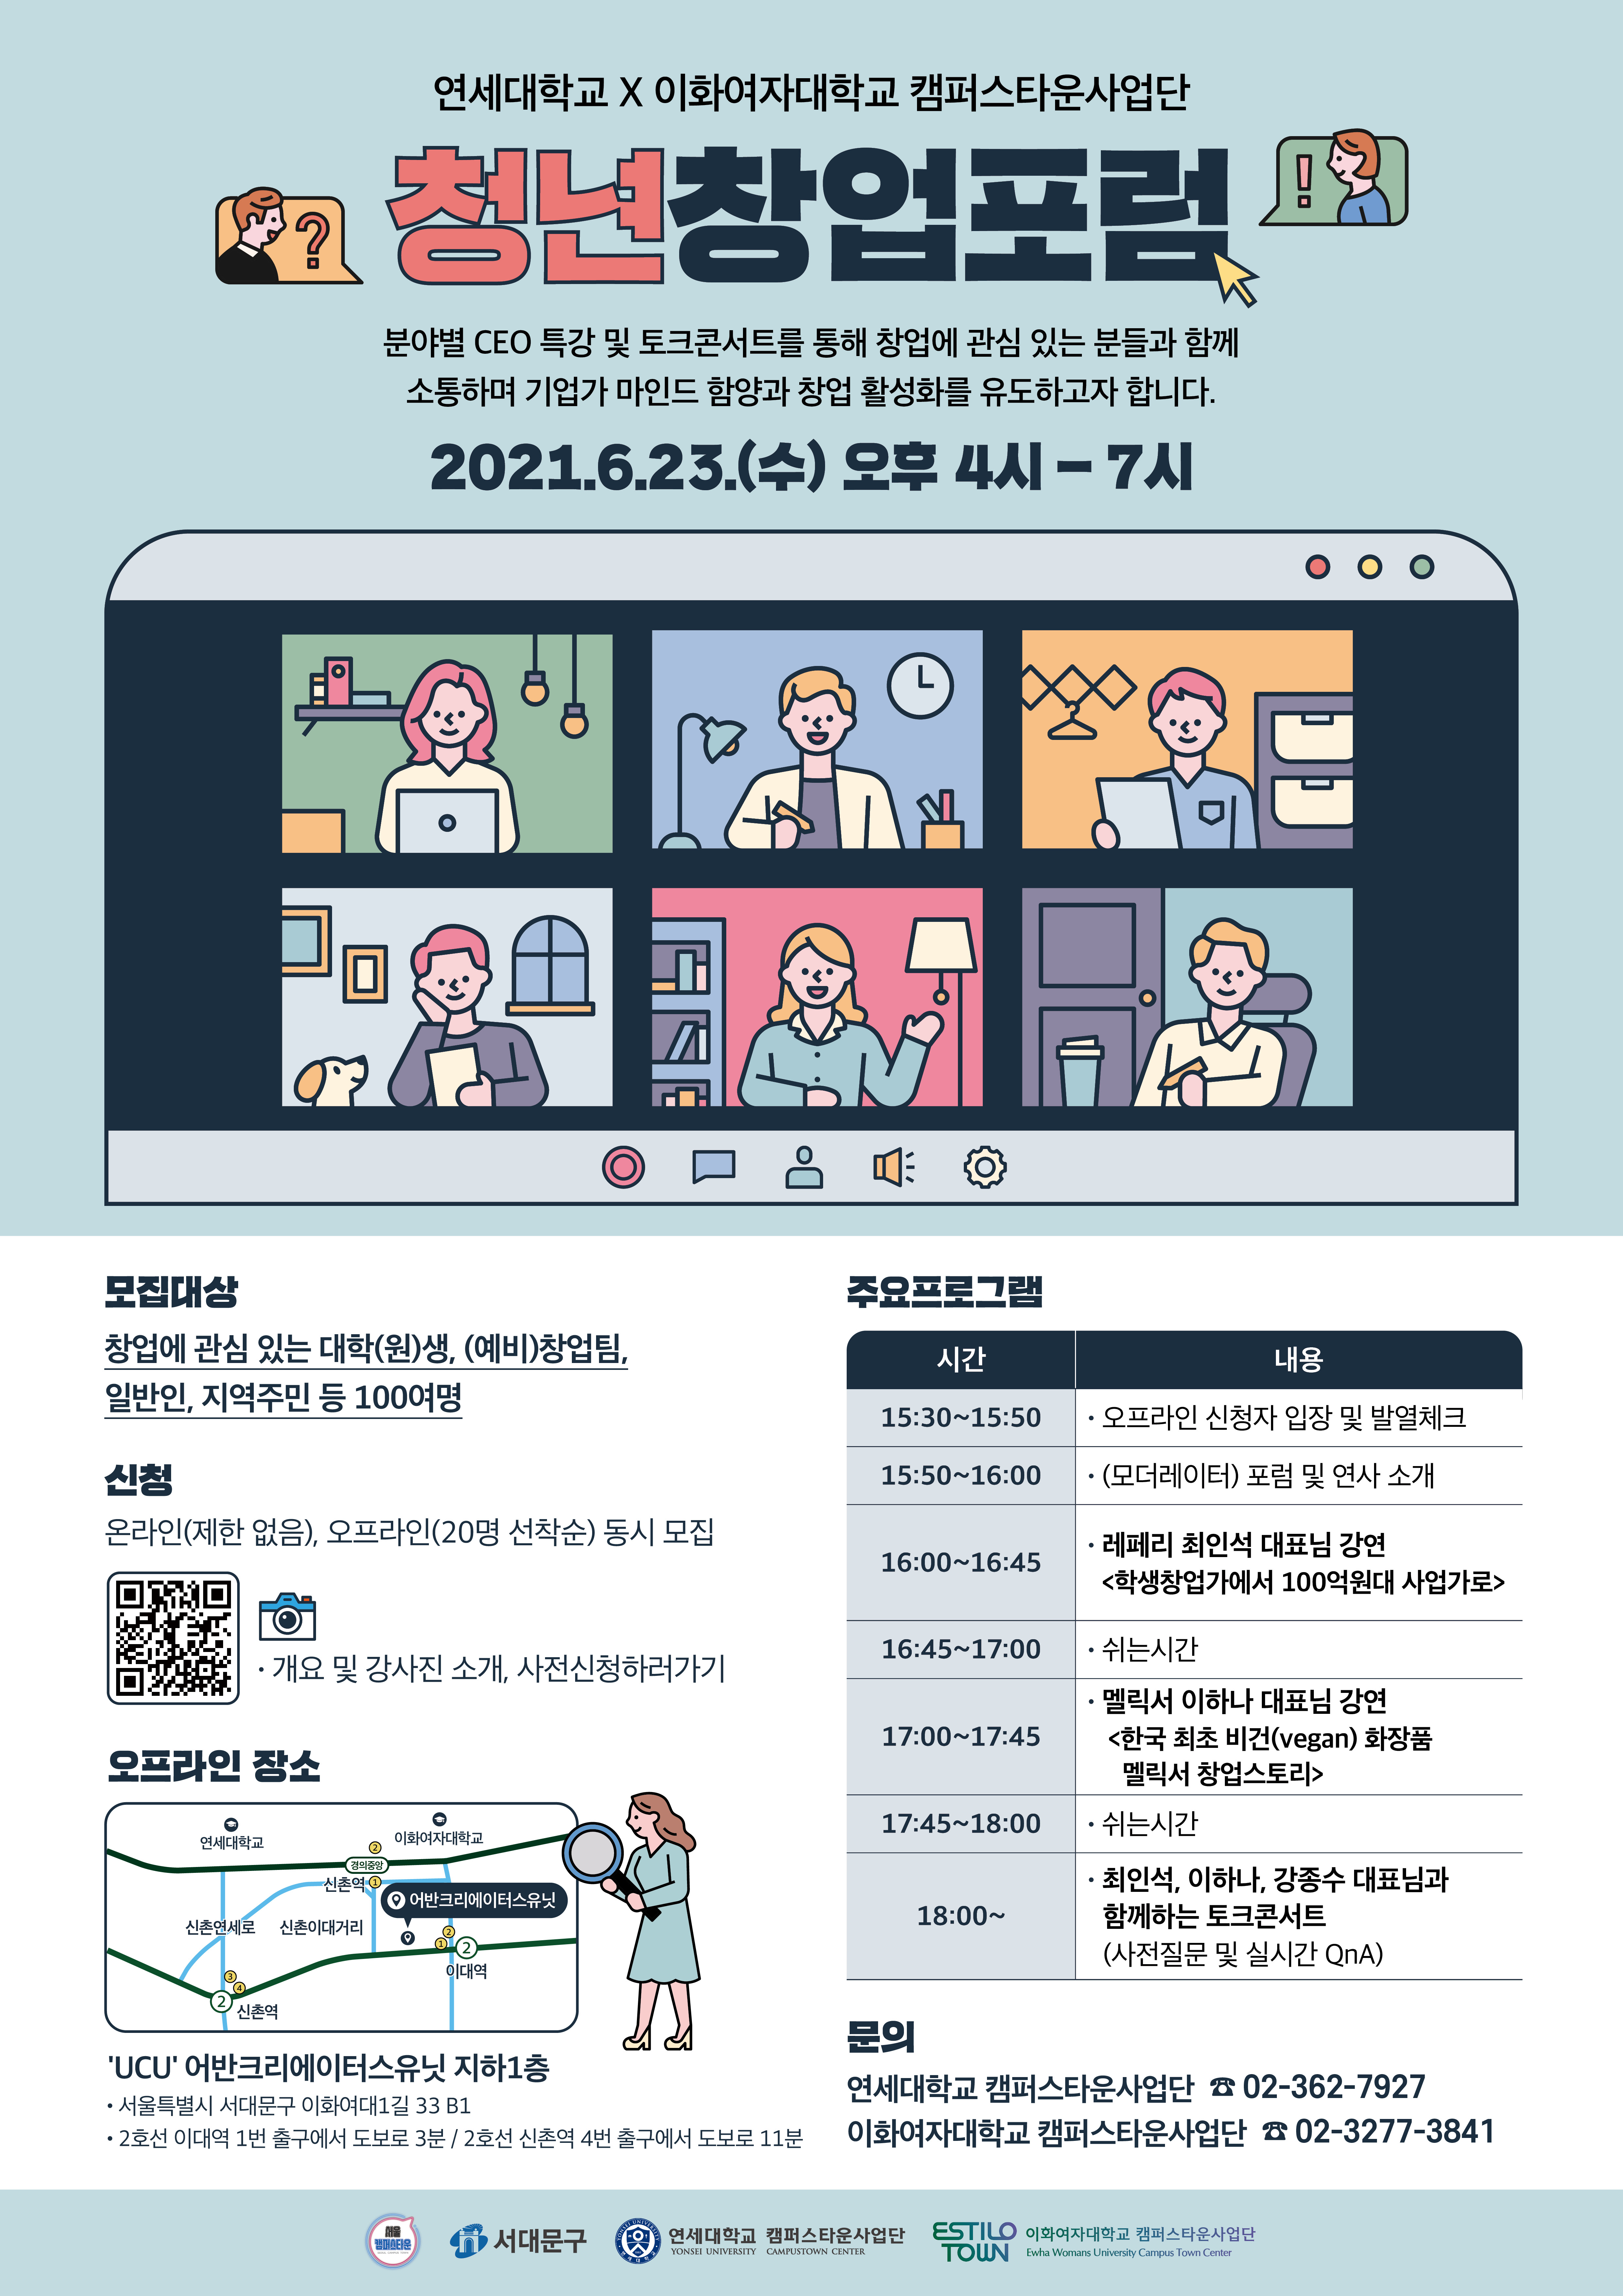 연세대학교 X 이화여자대학교 캠퍼스타운사업단
청년창업포럼
?
!
분야별 CEO 특강 및 토크콘서트를 통해 창업에 관심 있는 분들과 함께
소통하며 기업가 마인드 함양과 창업 활성화를 유도하고자 합니다.
2021.6.23.(수) 오후 4시 – 7시
모집대상
창업에 관심 있는 대학(원)생, (예비)창업팀,
일반인, 지역주민 등 100여명
신청
온라인(제한 없음), 오프라인(20명 선착순) 동시 모집
· 개요 및 강사진 소개, 사전신청하러가기
오프라인 장소
연세대학교
이화여자대학교
2
경의중앙
신촌역 1
어반크리에이터스유닛
신촌연세로
신촌이대거리
2
1
2
이대역
3
4
2
신촌역
'UCU' 어반크리에이터스유닛 지하1층
· 서울특별시 서대문구 이화여대1길 33 B1
· 2호선 이대역 1번 출구에서 도보로 3분 / 2호선 신촌역 4번 출구에서 도보로 11분
주요프로그램
시간 내용
15:30~15:50 · 오프라인 신청자 입장 및 발열체크
15:50~16:00 · (모더레이터) 포럼 및 연사 소개
16:00~16:45 · 레페리 최인석 대표님 강연
<학생창업가에서 100억원대 사업가로>
16:45~17:00 · 쉬는시간
17:00~17:45 · 멜릭서 이하나 대표님 강연
<한국 최초 비건(vegan) 화장품
멜릭서 창업스토리>
17:45~18:00 · 쉬는시간
18:00~ · 최인석, 이하나, 강종수 대표님과
함께하는 토크콘서트
(사전질문 및 실시간 QnA)
문의
연세대학교 캠퍼스타운사업단 ☎ 02-362-7927
이화여자대학교 캠퍼스타운사업단 ☎ 02-3277-3841
서울
캠퍼스타운
서대문구
연세대학교 캠퍼스타운사업단
YONSEI UNIVERSITY CAMPUSTOWN CENTER
ESTILO
TOWN
이화여자대학교 캠퍼스타운사업단
Ewha Womans University Campus Town Center